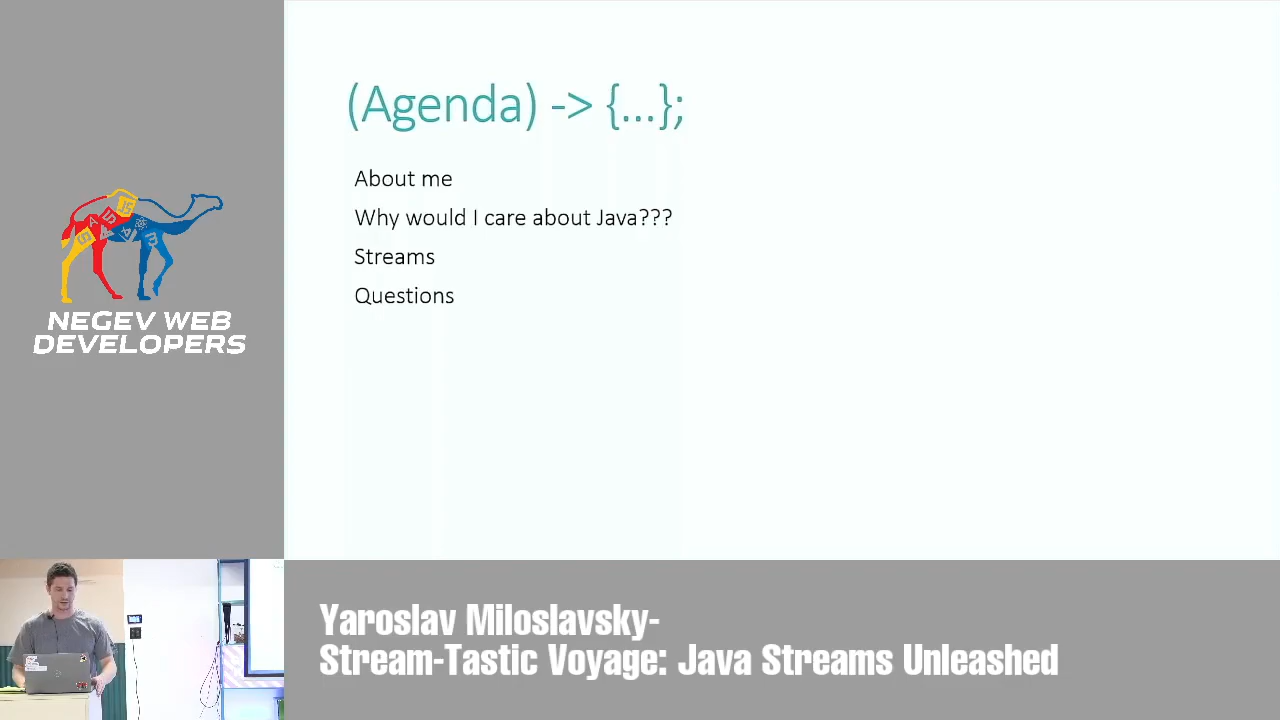 (Agenda) -> {...};
About me
Why would I care about Java???
Streams
Questions
NEGEV WEB
DEVELOPERS
Yaroslav Miloslavsky-
Stream-Tastic Voyage: Java Streams Unleashed